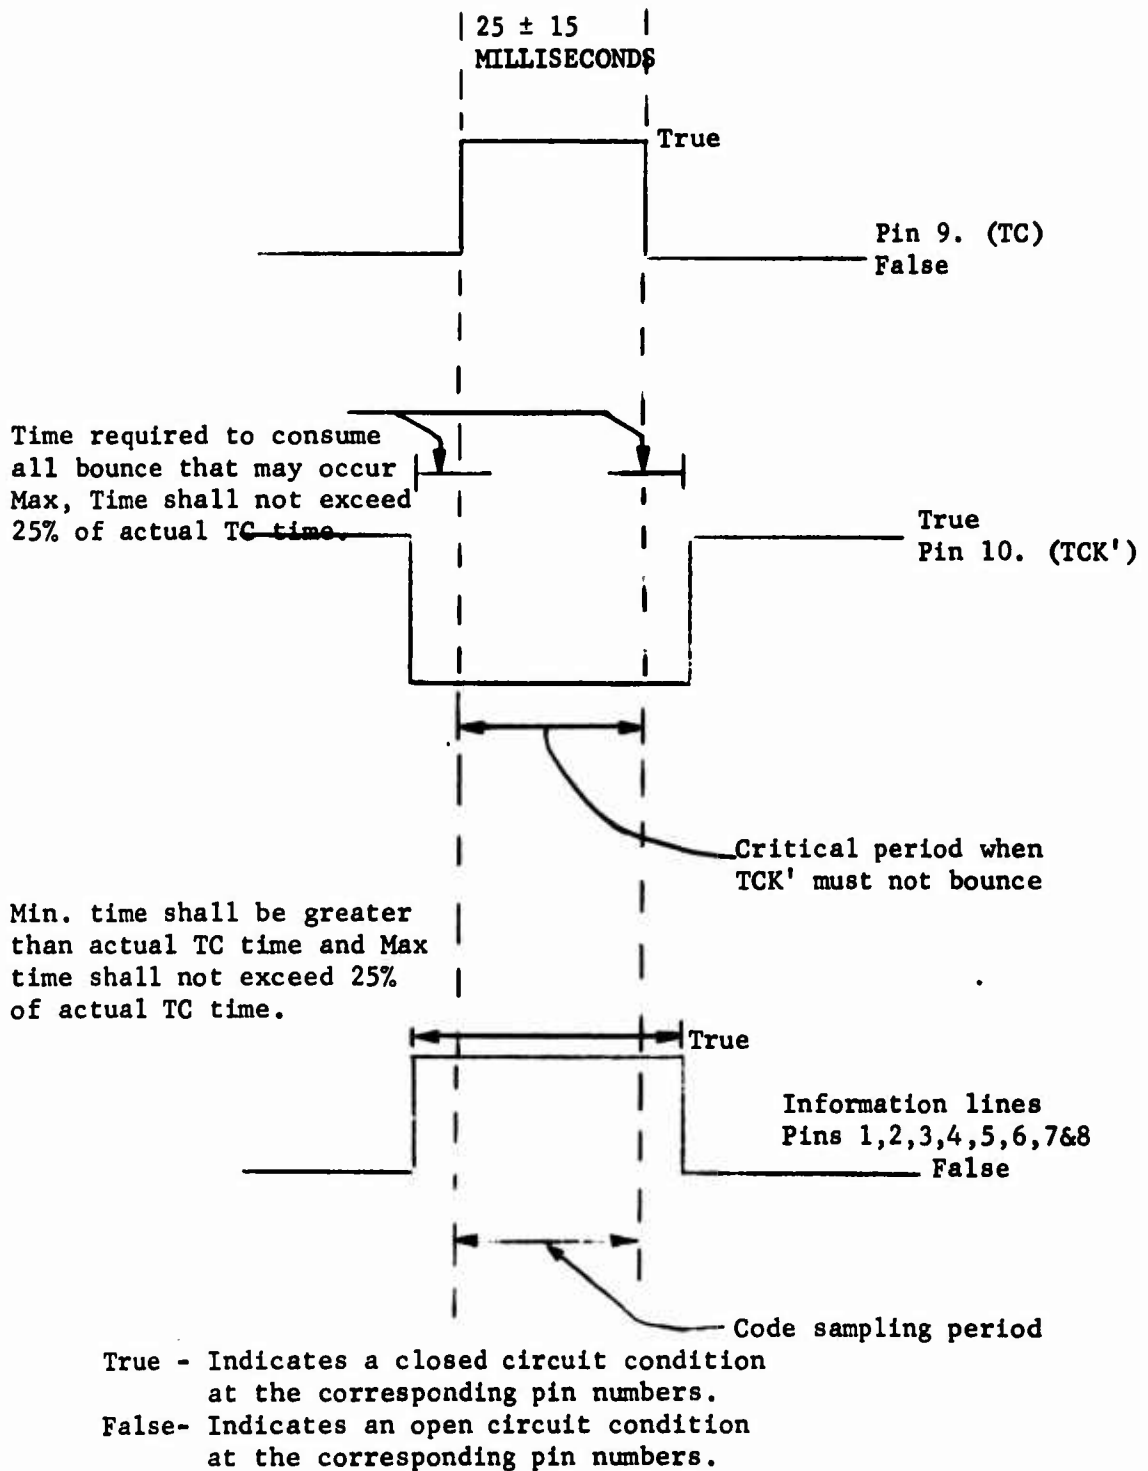 25 ± 15
MILLISECONDS
True
Pin 9. (TC)
False
Time required to consume
all bounce that may occur
Max, Time shall not exceed
25% of actual TC time.
True
Pin 10. (TCK')
Critical period when
TCK' must not bounce
Min. time shall be greater
than actual TC time and Max
time shall not exceed 25%
of actual TC time.
True
Information lines
Pins 1,2,3,4,5,6,7&8
False
Code sampling period
True - Indicates a closed circuit condition
at the corresponding pin numbers.
False- Indicates an open circuit condition
at the corresponding pin numbers.